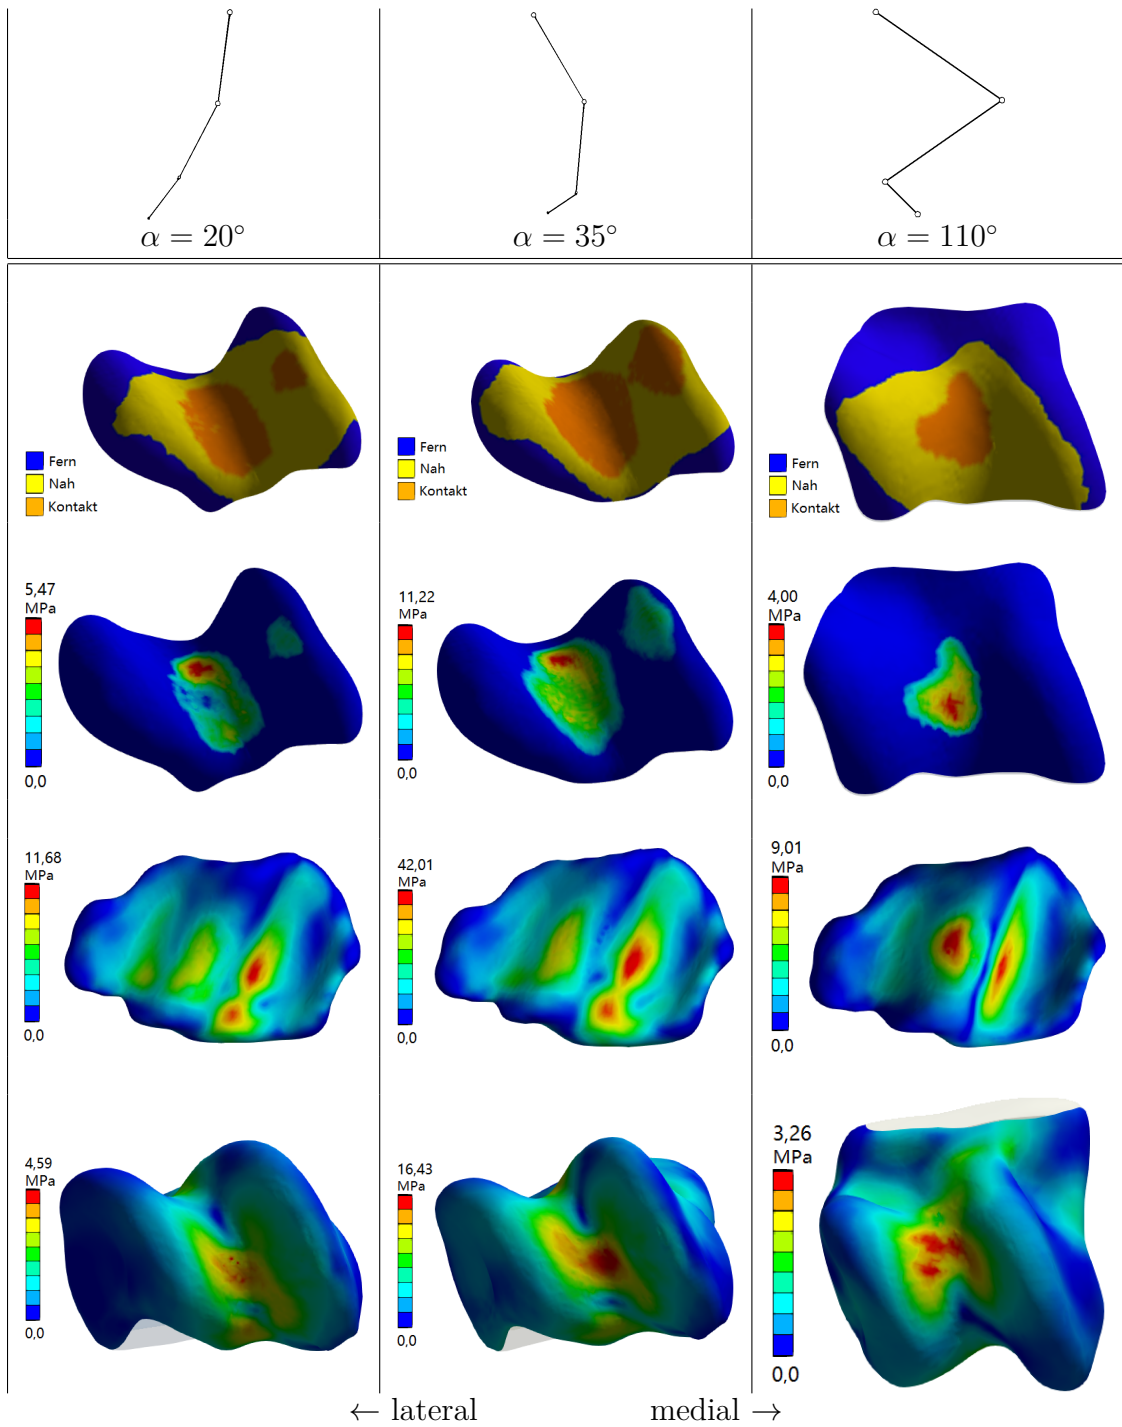 α = 20°
α = 35°
α = 110°
Fern
Nah
Kontakt
Fern
Nah
Kontakt
Fern
Nah
Kontakt
5,47
MPa
0,0
11,22
MPa
0,0
4,00
MPa
0,0
11,68
MPa
0,0
42,01
MPa
0,0
9,01
MPa
0,0
4,59
MPa
0,0
16,43
MPa
0,0
3,26
MPa
0,0
← lateral
medial →